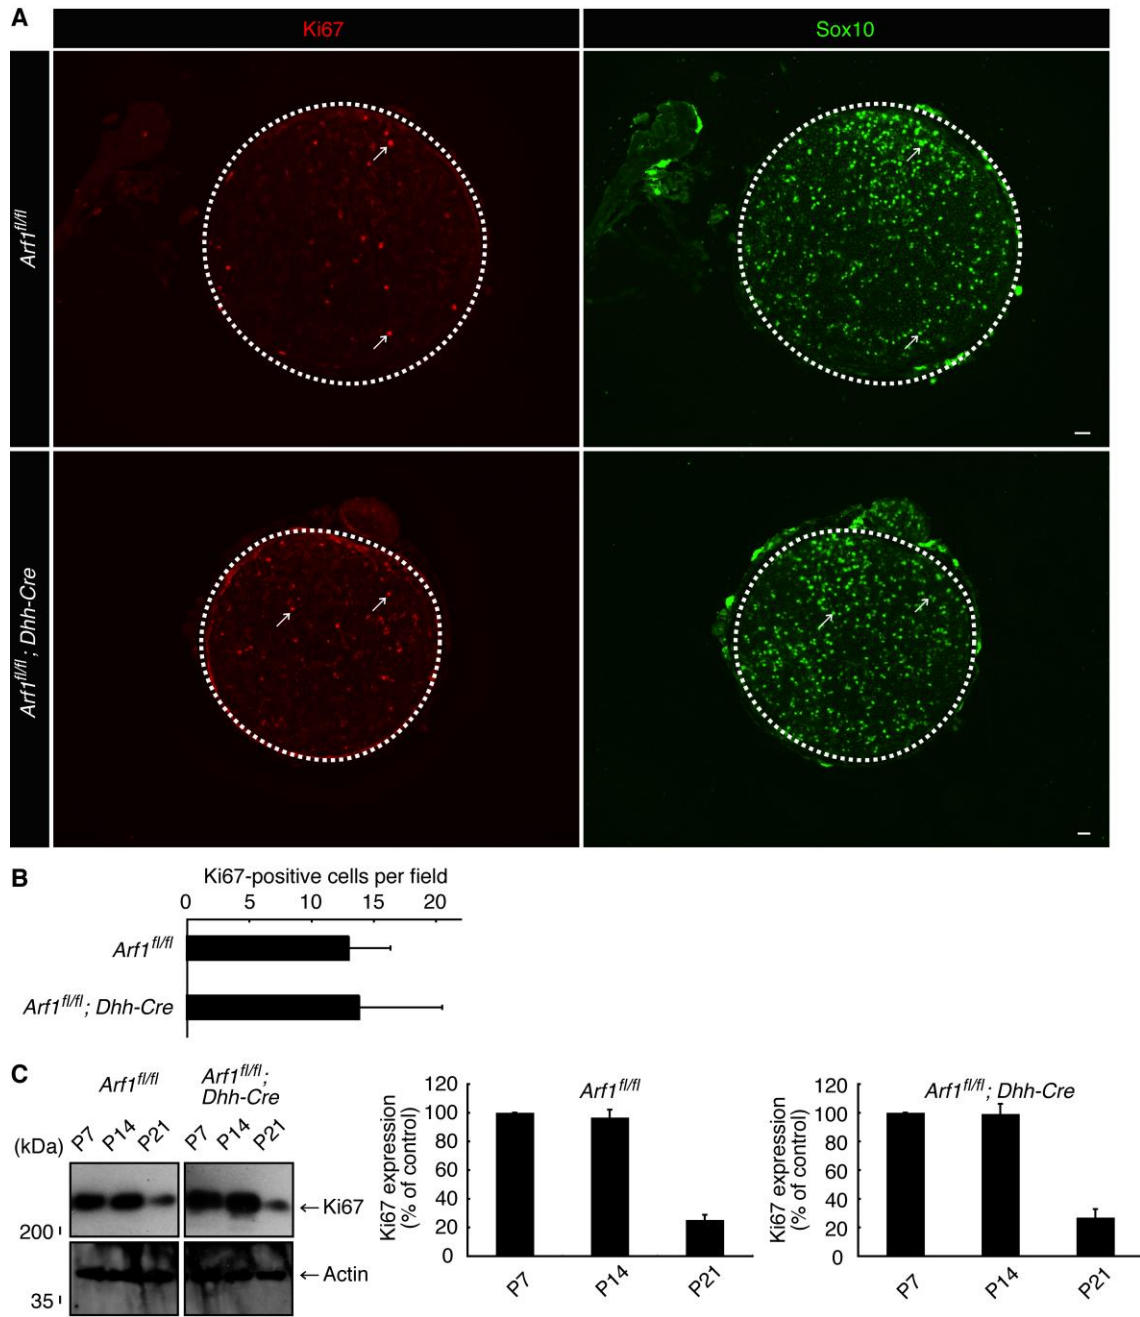 A
Ki67
Sox10
Arf1fl/fl
Arf1fl/fl; Dhh-Cre
B
Ki67-positive cells per field
0 5 10 15 20
Arf1fl/fl
Arf1fl/fl; Dhh-Cre
C
Arf1fl/fl
Arf1fl/fl;
Dhh-Cre
(kDa)
P7 P14 P21
P7 P14 P21
←Ki67
200
←Actin
35
Arf1fl/fl
Ki67 expression
(% of control)
120
100
80
60
40
20
0
P7 P14 P21
Arf1fl/fl; Dhh-Cre
Ki67 expression
(% of control)
120
100
80
60
40
20
0
P7 P14 P21